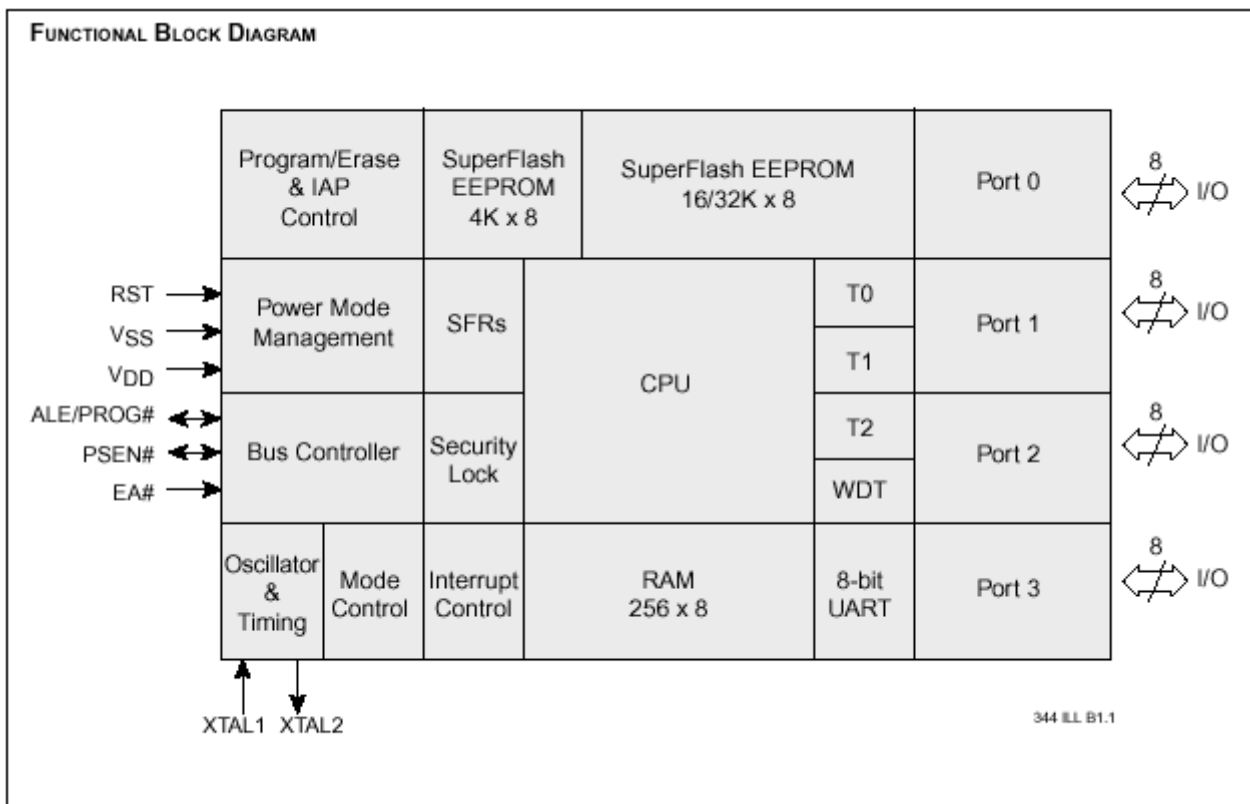 FUNCTIONAL BLOCK DIAGRAM
Program/Erase
& IAP
Control
SuperFlash
EEPROM
4K x 8
SuperFlash EEPROM
16/32K x 8
Port 0
8
I/O
RST
VSS
VDD
Power Mode
Management
SFRs
CPU
T0
T1
Port 1
8
I/O
ALE/PROG#
PSEN#
EA#
Bus Controller
Security
Lock
T2
WDT
Port 2
8
I/O
Oscillator
&
Timing
Mode
Control
Interrupt
Control
RAM
256 x 8
8-bit
UART
Port 3
8
I/O
XTAL1
XTAL2
344 ILL B1.1